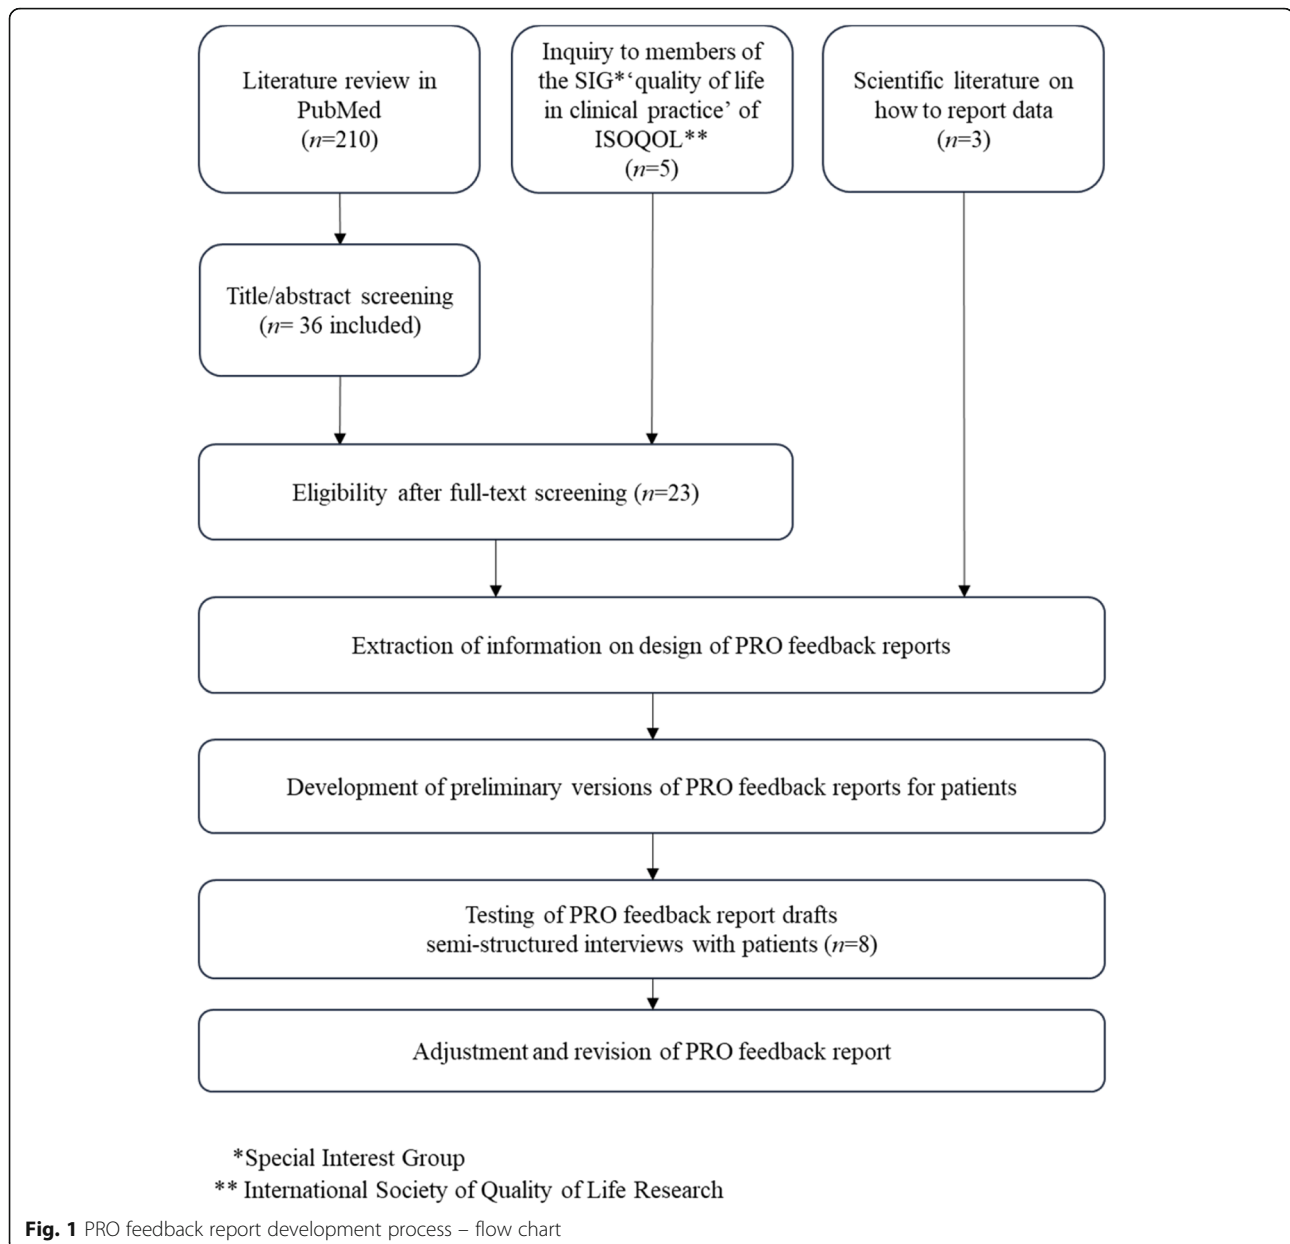 Literature review in
PubMed
(n=210)
Inquiry to members of
the SIG*‘quality of life
in clinical practice’ of
ISOQOL**
(n=5)
Scientific literature on
how to report data
(n=3)
Title/abstract screening
(n= 36 included)
Eligibility after full-text screening (n=23)
Extraction of information on design of PRO feedback reports
Development of preliminary versions of PRO feedback reports for patients
Testing of PRO feedback report drafts
semi-structured interviews with patients (n=8)
Adjustment and revision of PRO feedback report
*Special Interest Group
** International Society of Quality of Life Research
Fig. 1 PRO feedback report development process – flow chart